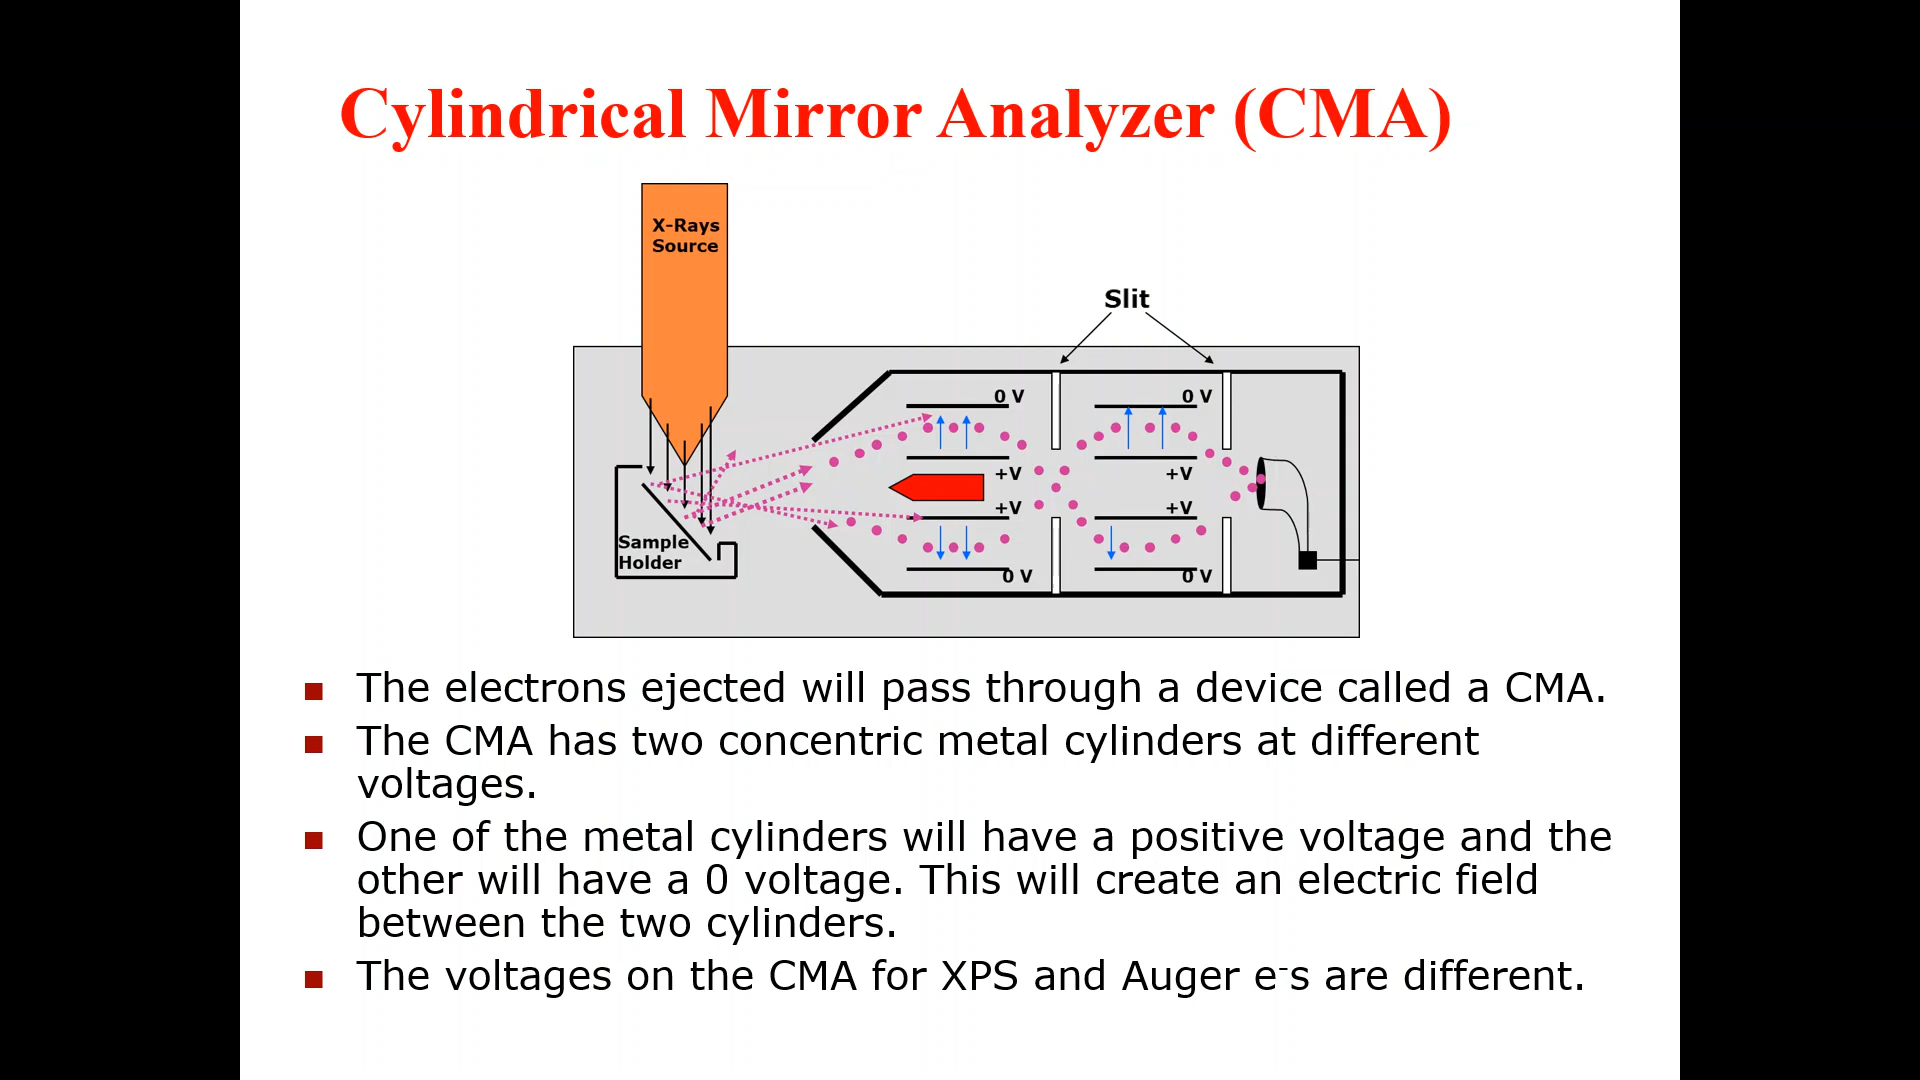 Cylindrical Mirror Analyzer (CMA)
X-Rays
Source
Slit
0 V
0 V
+V
+V
+V
+V
Sample
Holder
0 V
0 V
The electrons ejected will pass through a device called a CMA.
The CMA has two concentric metal cylinders at different
voltages.
One of the metal cylinders will have a positive voltage and the
other will have a 0 voltage. This will create an electric field
between the two cylinders.
The voltages on the CMA for XPS and Auger e⁻s are different.